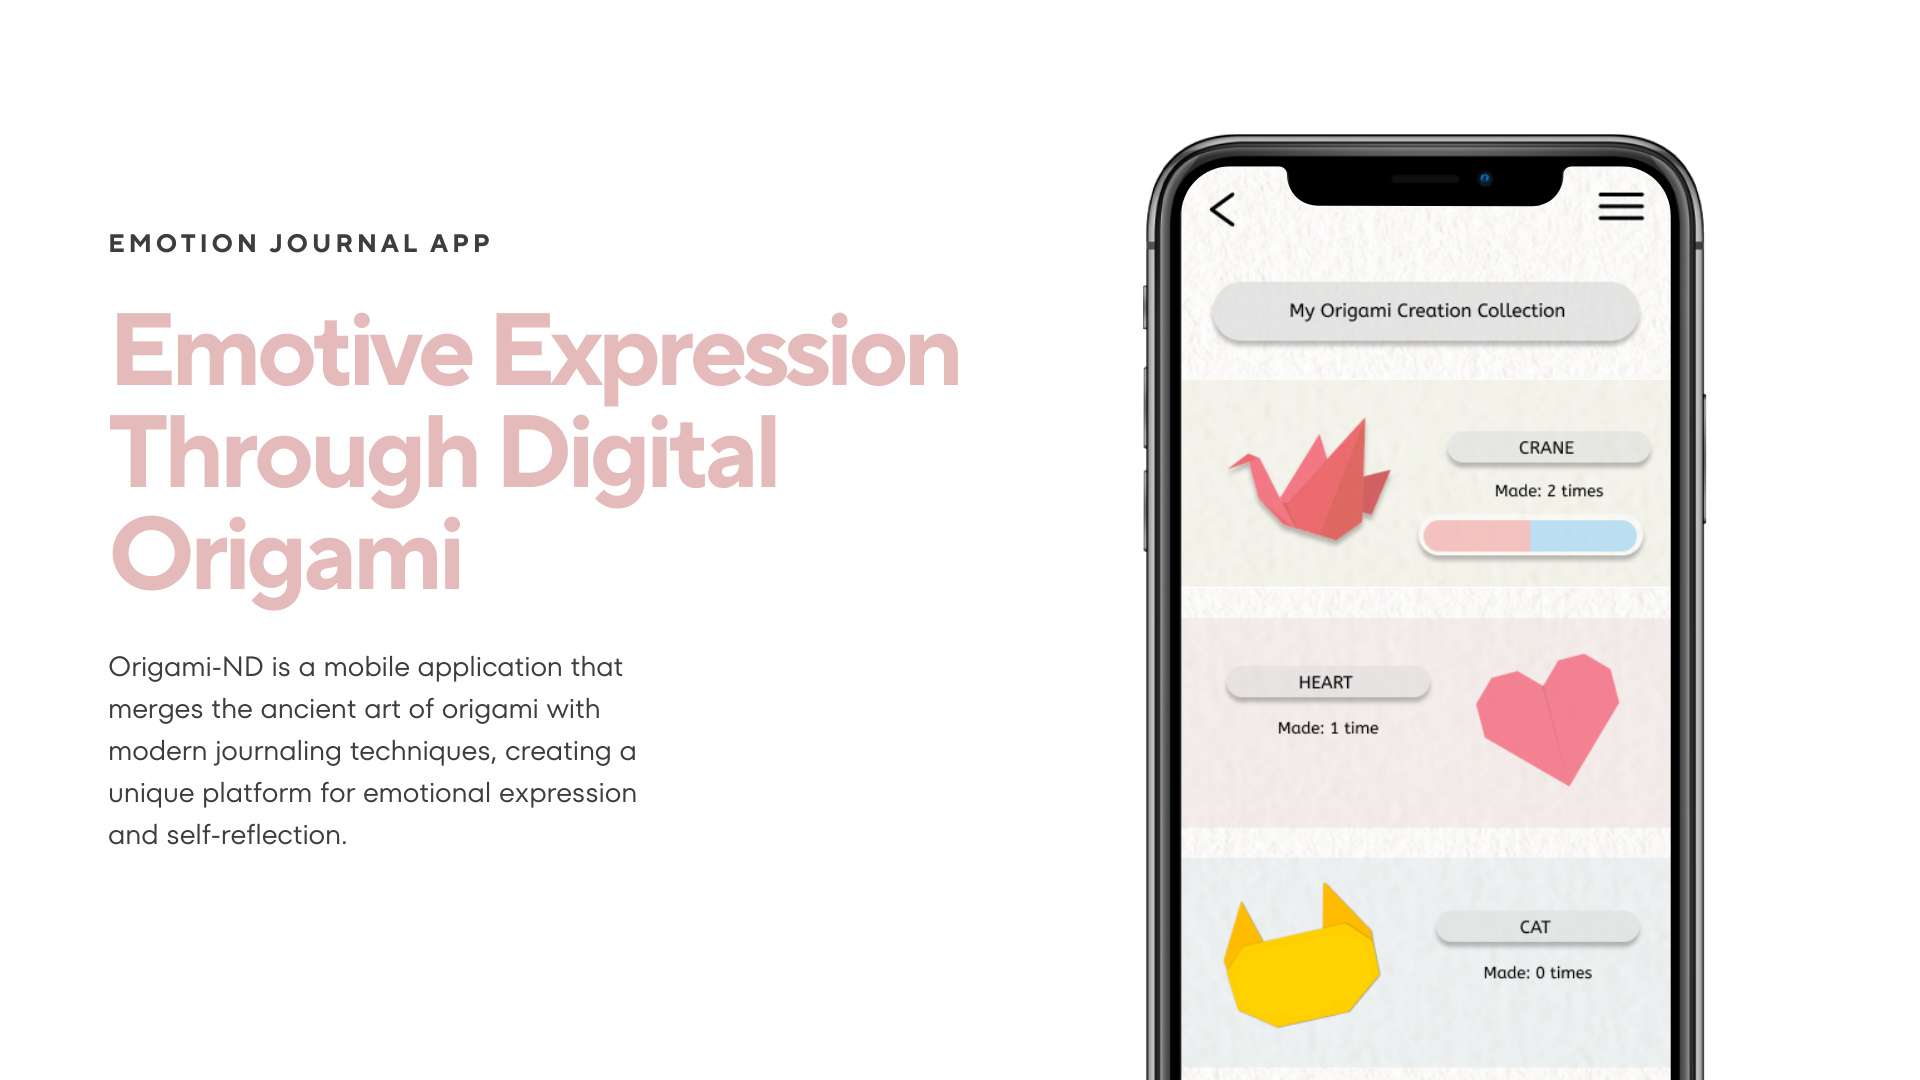 EMOTION JOURNAL APP
Emotive Expression
Through Digital
Origami
Origami-ND is a mobile application that
merges the ancient art of origami with
modern journaling techniques, creating a
unique platform for emotional expression
and self-reflection.
My Origami Creation Collection
CRANE
Made: 2 times
HEART
Made: 1 time
CAT
Made: 0 times